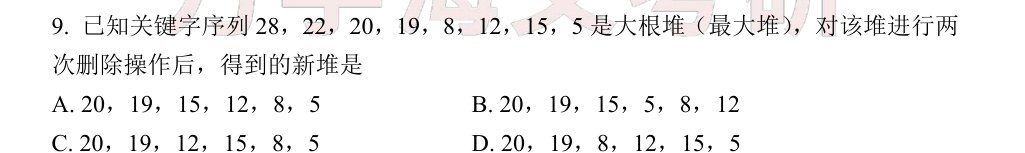 9. 已知关键字序列 28，22，20，19，8，12，15，5 是大根堆（最大堆），对该堆进行两
次删除操作后，得到的新堆是
A. 20，19，15，12，8，5
B. 20，19，15，5，8，12
C. 20，19，12，15，8，5
D. 20，19，8，12，15，5